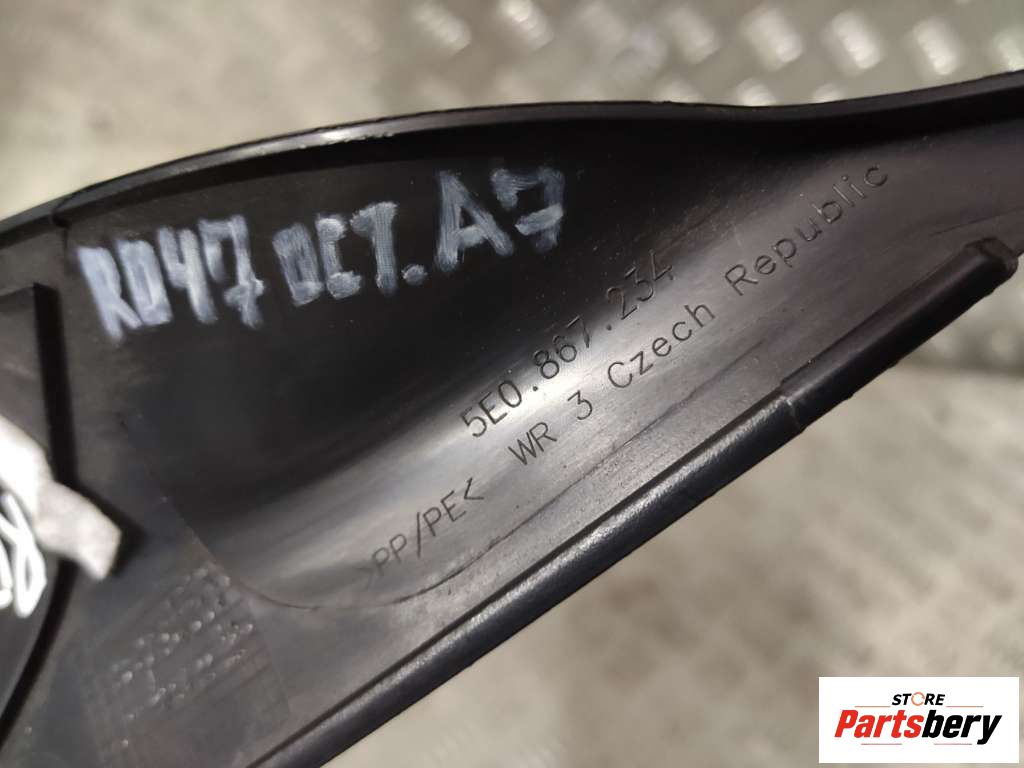 RD47 OCT.A7
5E0.867.234
>PP/PE< WR 3 Czech Republic
STORE
Partsbery